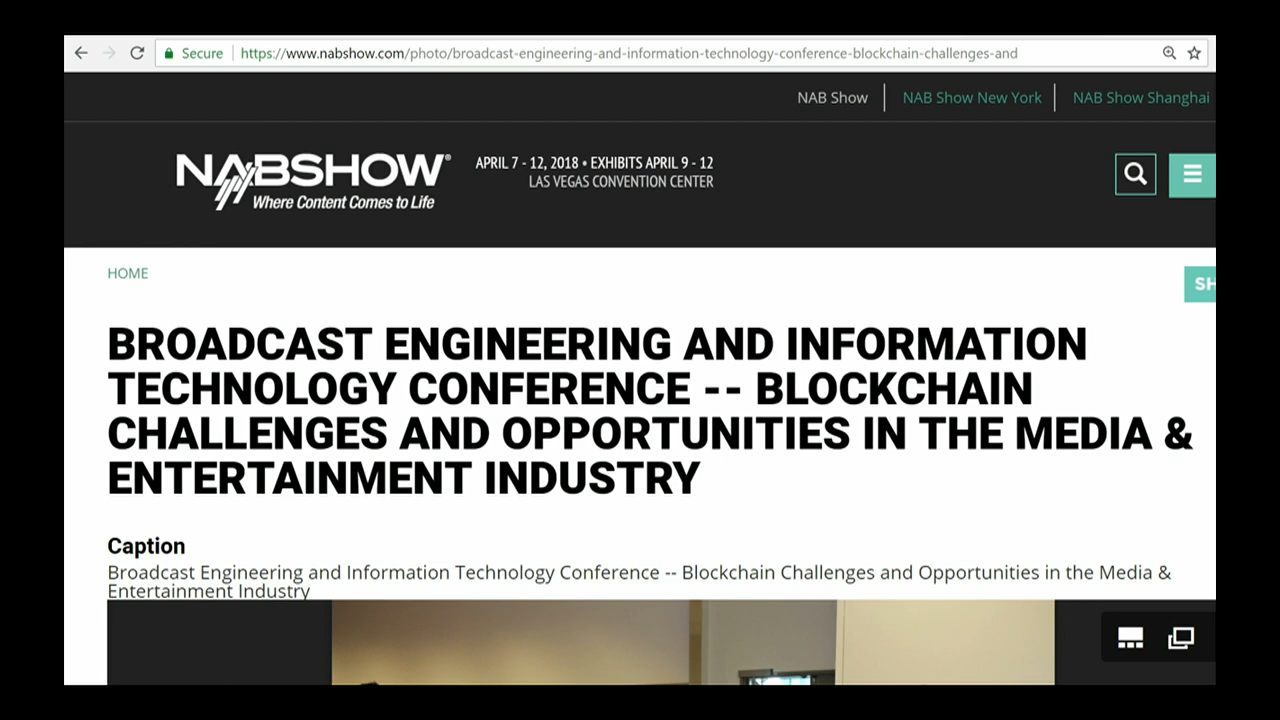 Secure https://www.nabshow.com/photo/broadcast-engineering-and-information-technology-conference-blockchain-challenges-and
NAB Show NAB Show New York NAB Show Shanghai
NABSHOW®
Where Content Comes to Life
APRIL 7 - 12, 2018 • EXHIBITS APRIL 9 - 12
LAS VEGAS CONVENTION CENTER
HOME
SH
BROADCAST ENGINEERING AND INFORMATION
TECHNOLOGY CONFERENCE -- BLOCKCHAIN
CHALLENGES AND OPPORTUNITIES IN THE MEDIA &
ENTERTAINMENT INDUSTRY
Caption
Broadcast Engineering and Information Technology Conference -- Blockchain Challenges and Opportunities in the Media &
Entertainment Industry